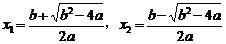 x₁ = (b + √(b² − 4a)) / 2a, x₂ = (b − √(b² − 4a)) / 2a